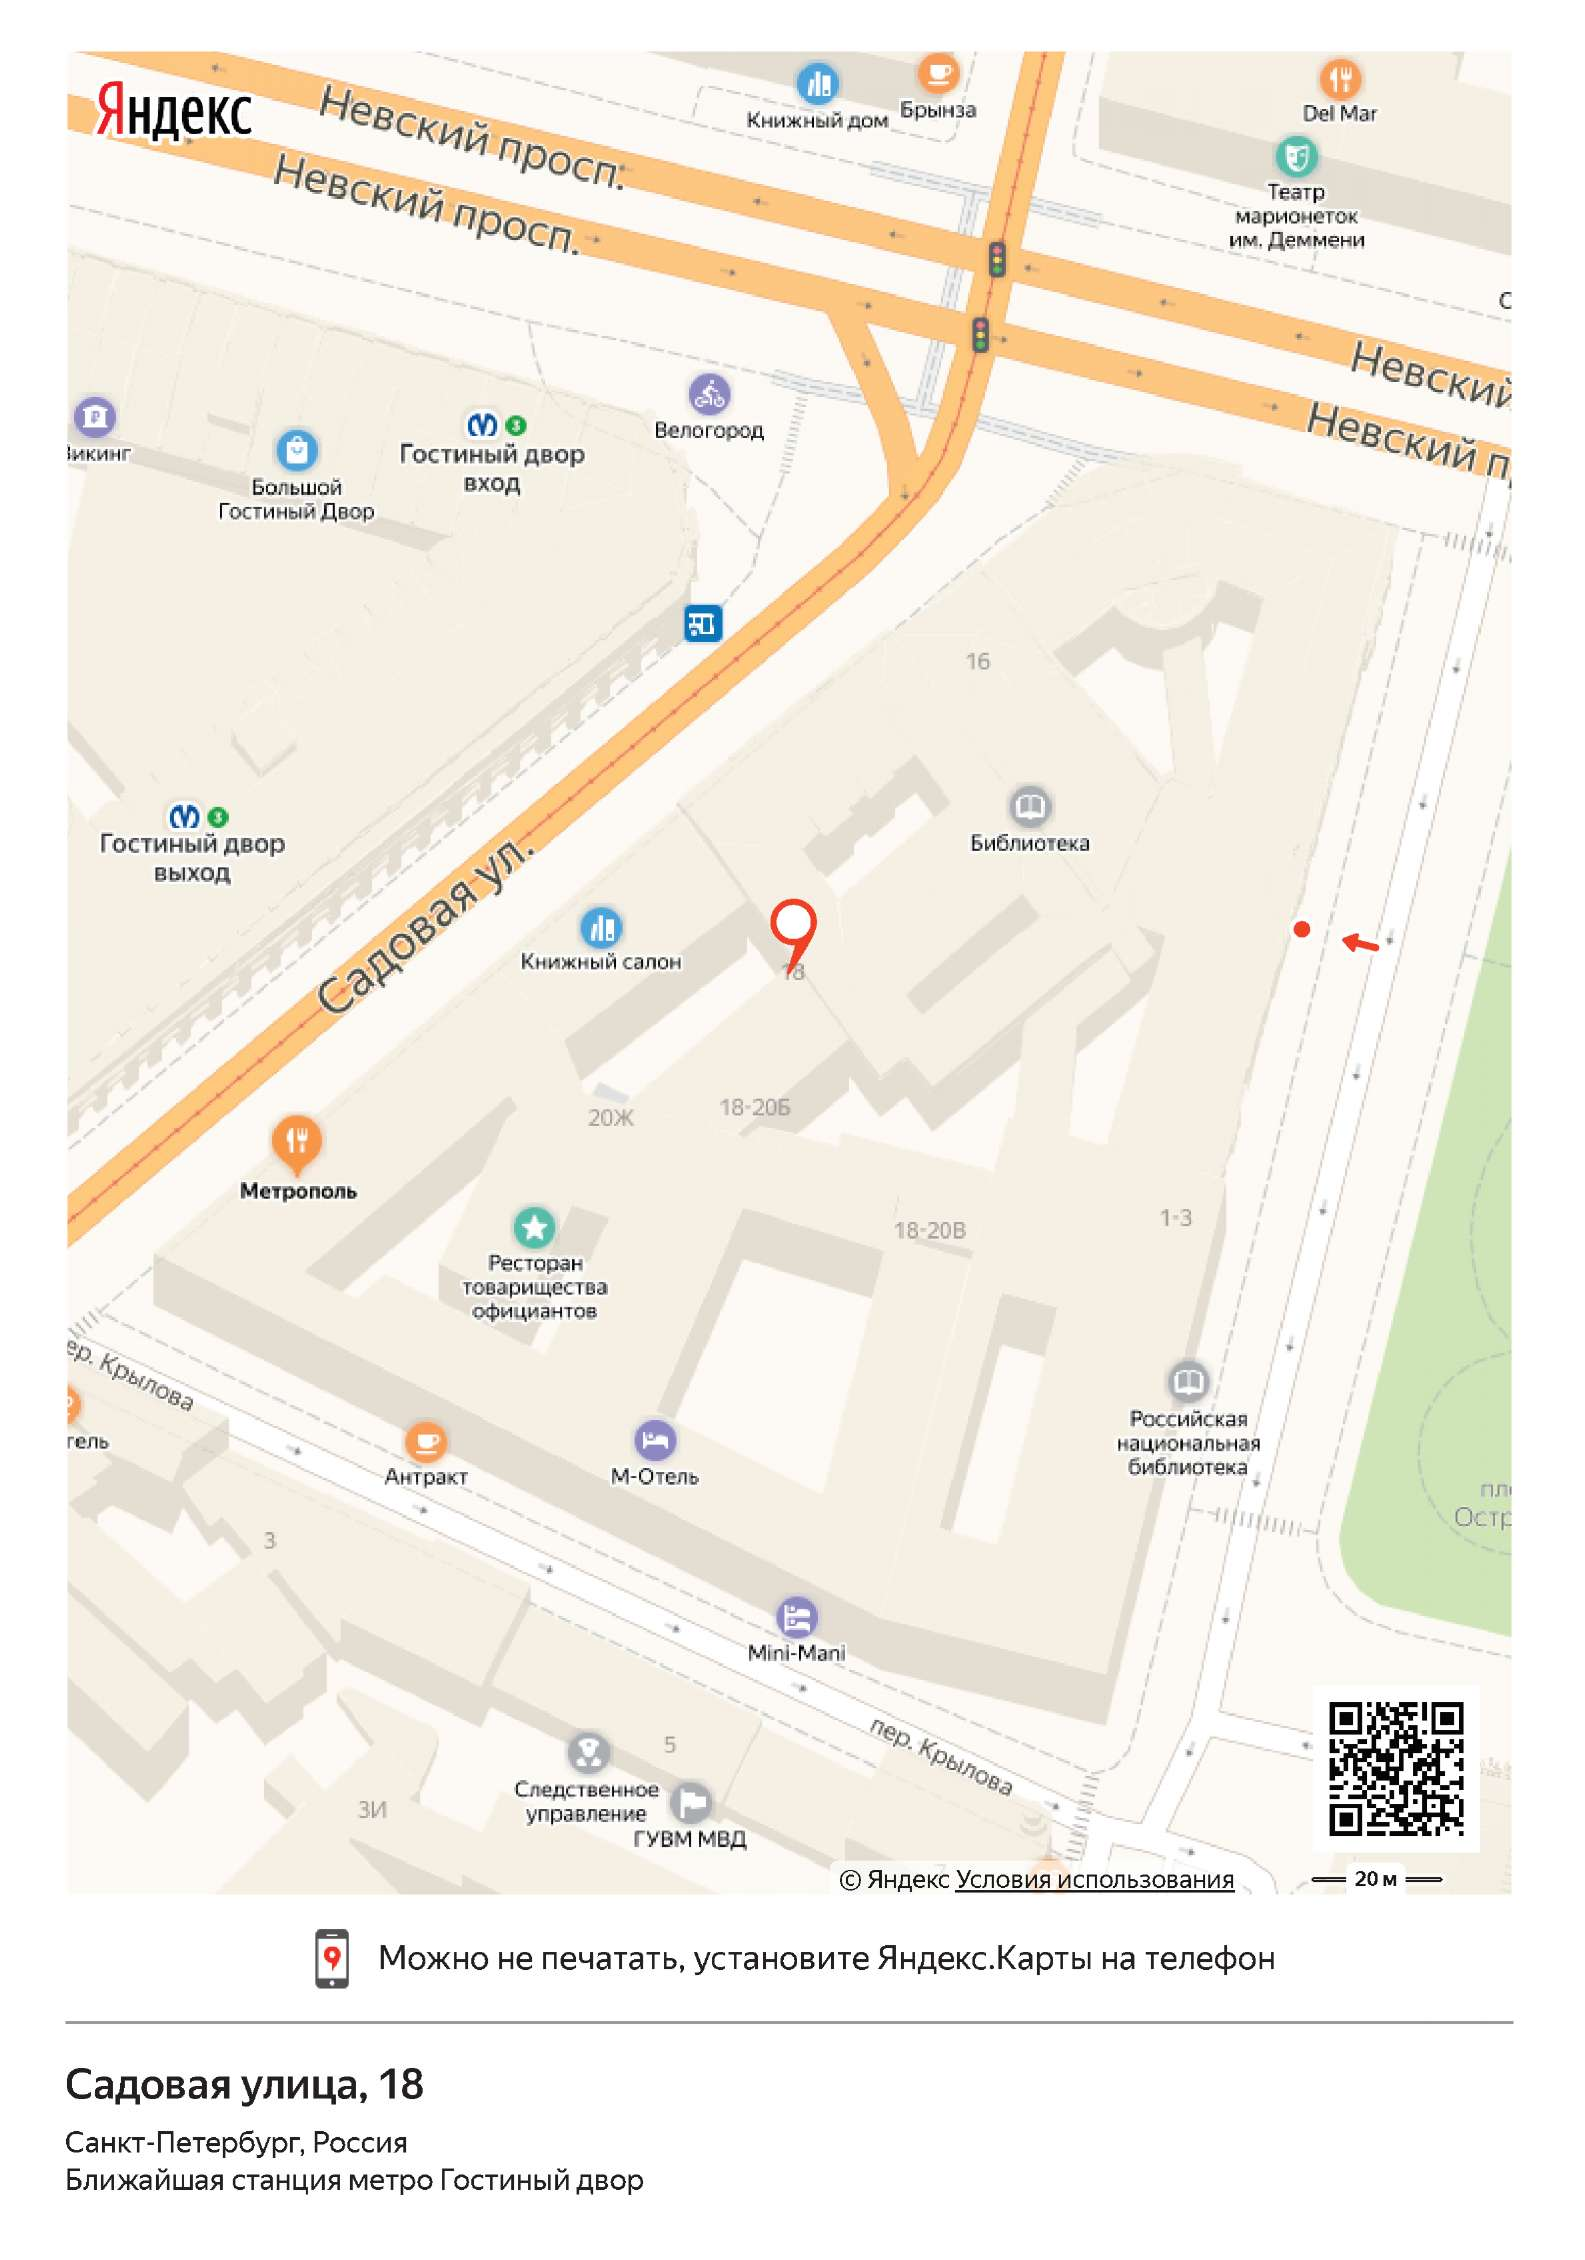 Яндекс
Невский просп.
Невский просп.
Книжный дом
Брынза
Del Mar
Театр
марионеток
им. Деммени
Невский
Невский
Велогород
Гостиный двор
вход
Большой
Гостиный Двор
16
Библиотека
Гостиный двор
выход
Садовая ул.
Книжный салон
18
20Ж
18-20Б
Метрополь
18-20В
1-3
Ресторан
товарищества
официантов
Российская
национальная
библиотека
Крылова
Антракт
М-Отель
3
Mini-Mani
пер. Крылова
5
Следственное
управление
3И
ГУВМ МВД
© Яндекс Условия использования
20 м
Можно не печатать, установите Яндекс.Карты на телефон
Садовая улица, 18
Санкт-Петербург, Россия
Ближайшая станция метро Гостиный двор